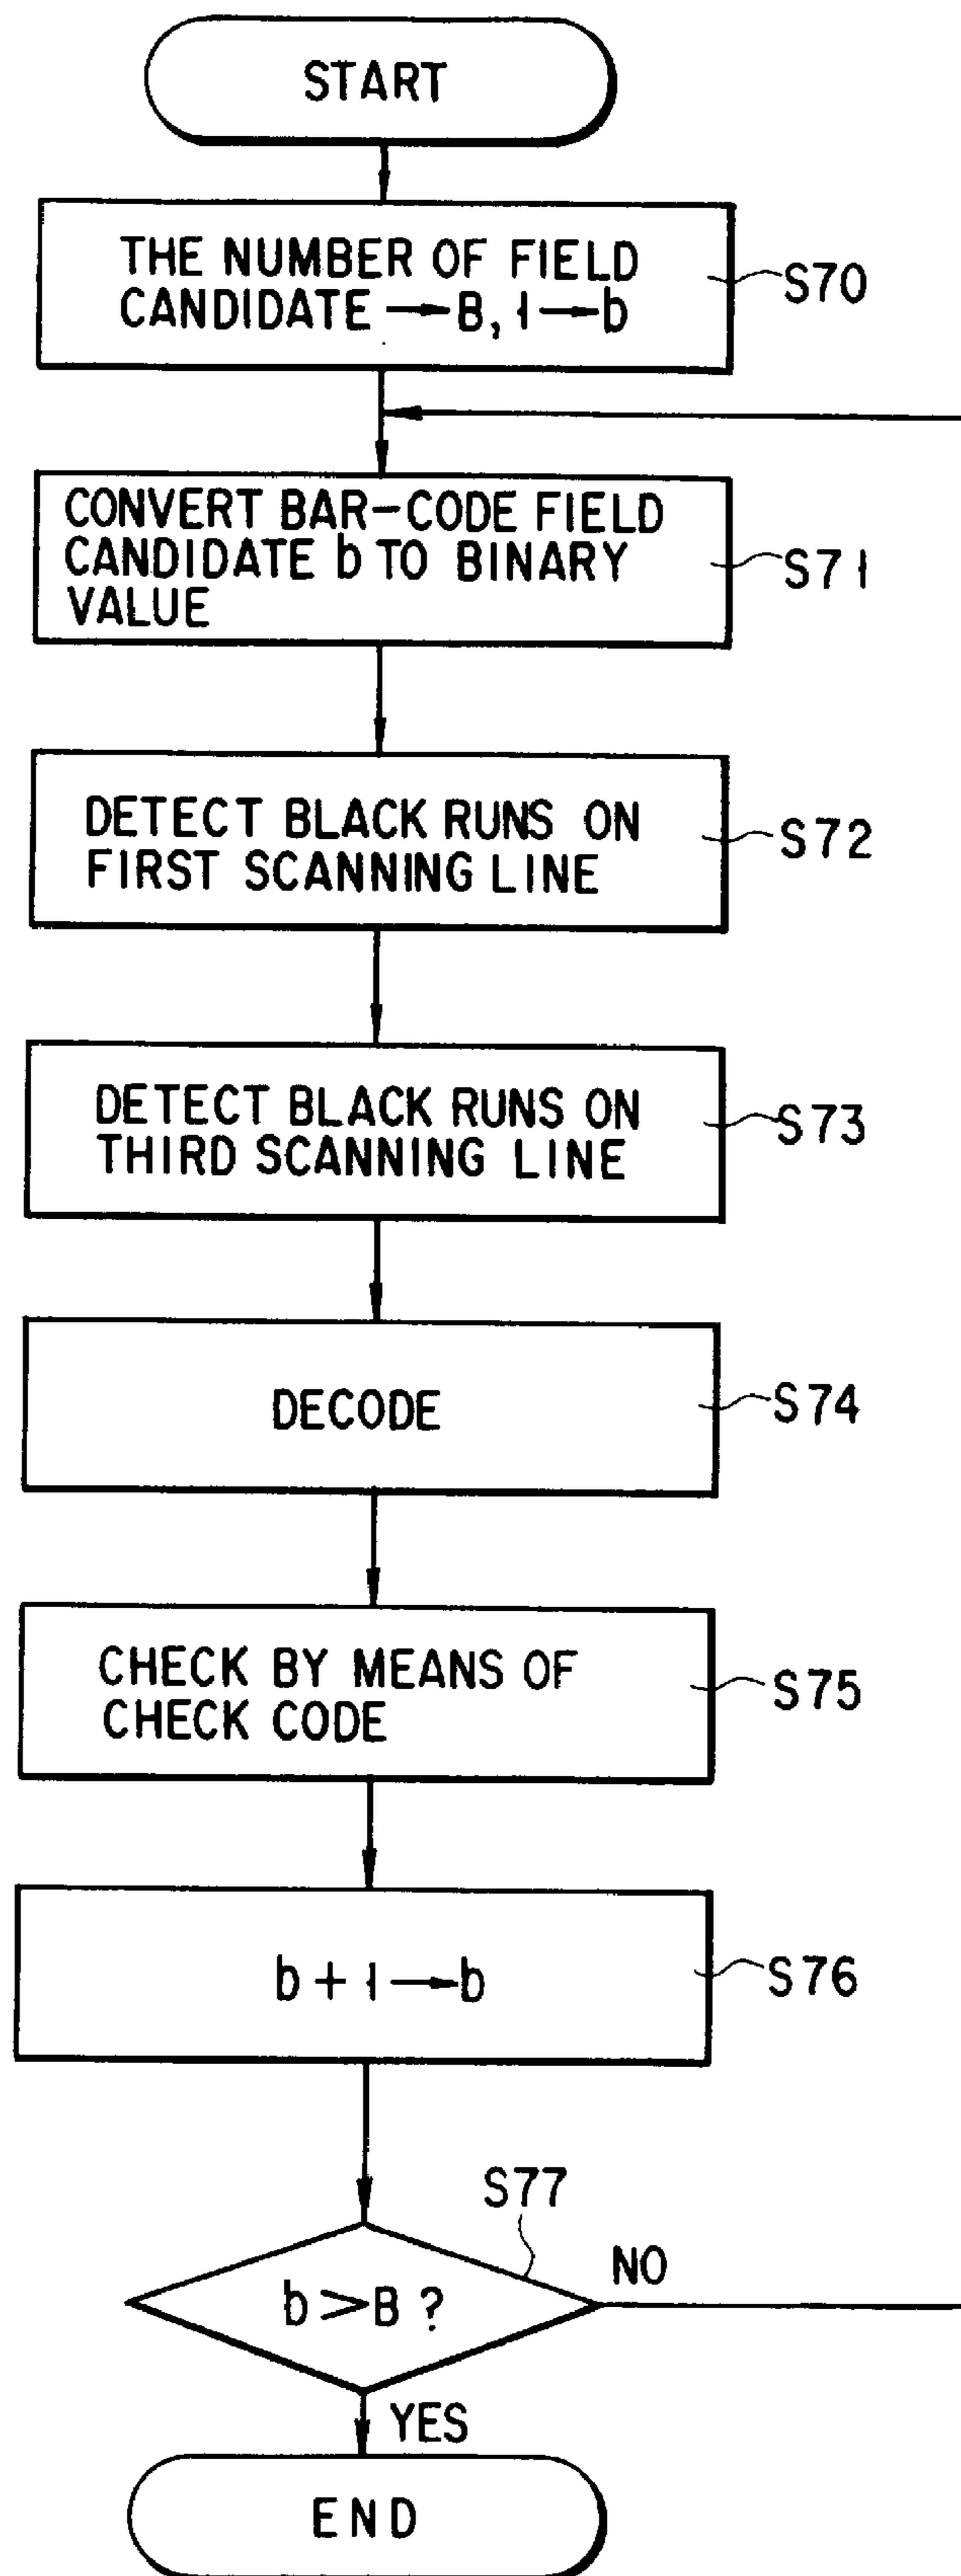 START
THE NUMBER OF FIELD
CANDIDATE → B, 1 → b
S70
CONVERT BAR-CODE FIELD
CANDIDATE b TO BINARY
VALUE
S71
DETECT BLACK RUNS ON
FIRST SCANNING LINE
S72
DETECT BLACK RUNS ON
THIRD SCANNING LINE
S73
DECODE
S74
CHECK BY MEANS OF
CHECK CODE
S75
b + 1 → b
S76
S77
b > B ?
NO
YES
END